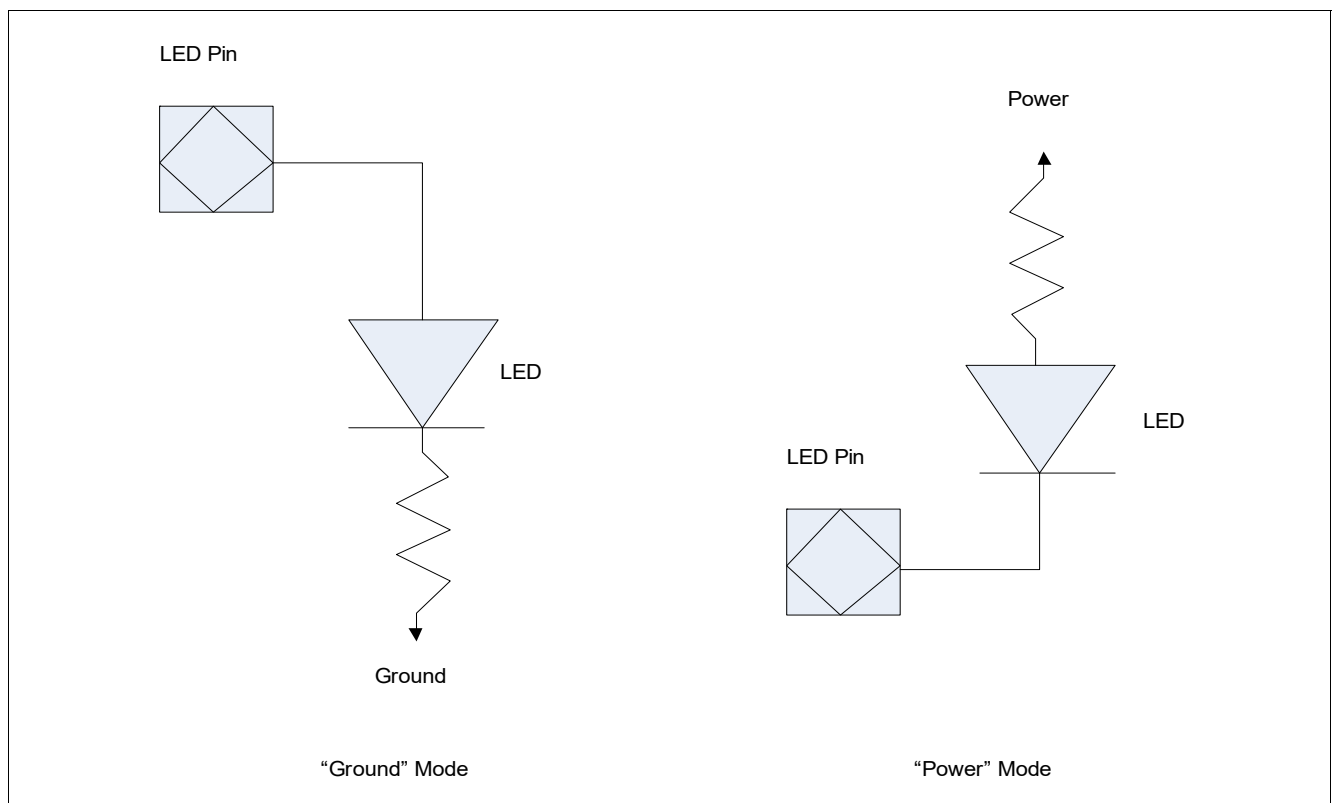 LED Pin
LED
Ground
“Ground” Mode
Power
LED
LED Pin
“Power” Mode